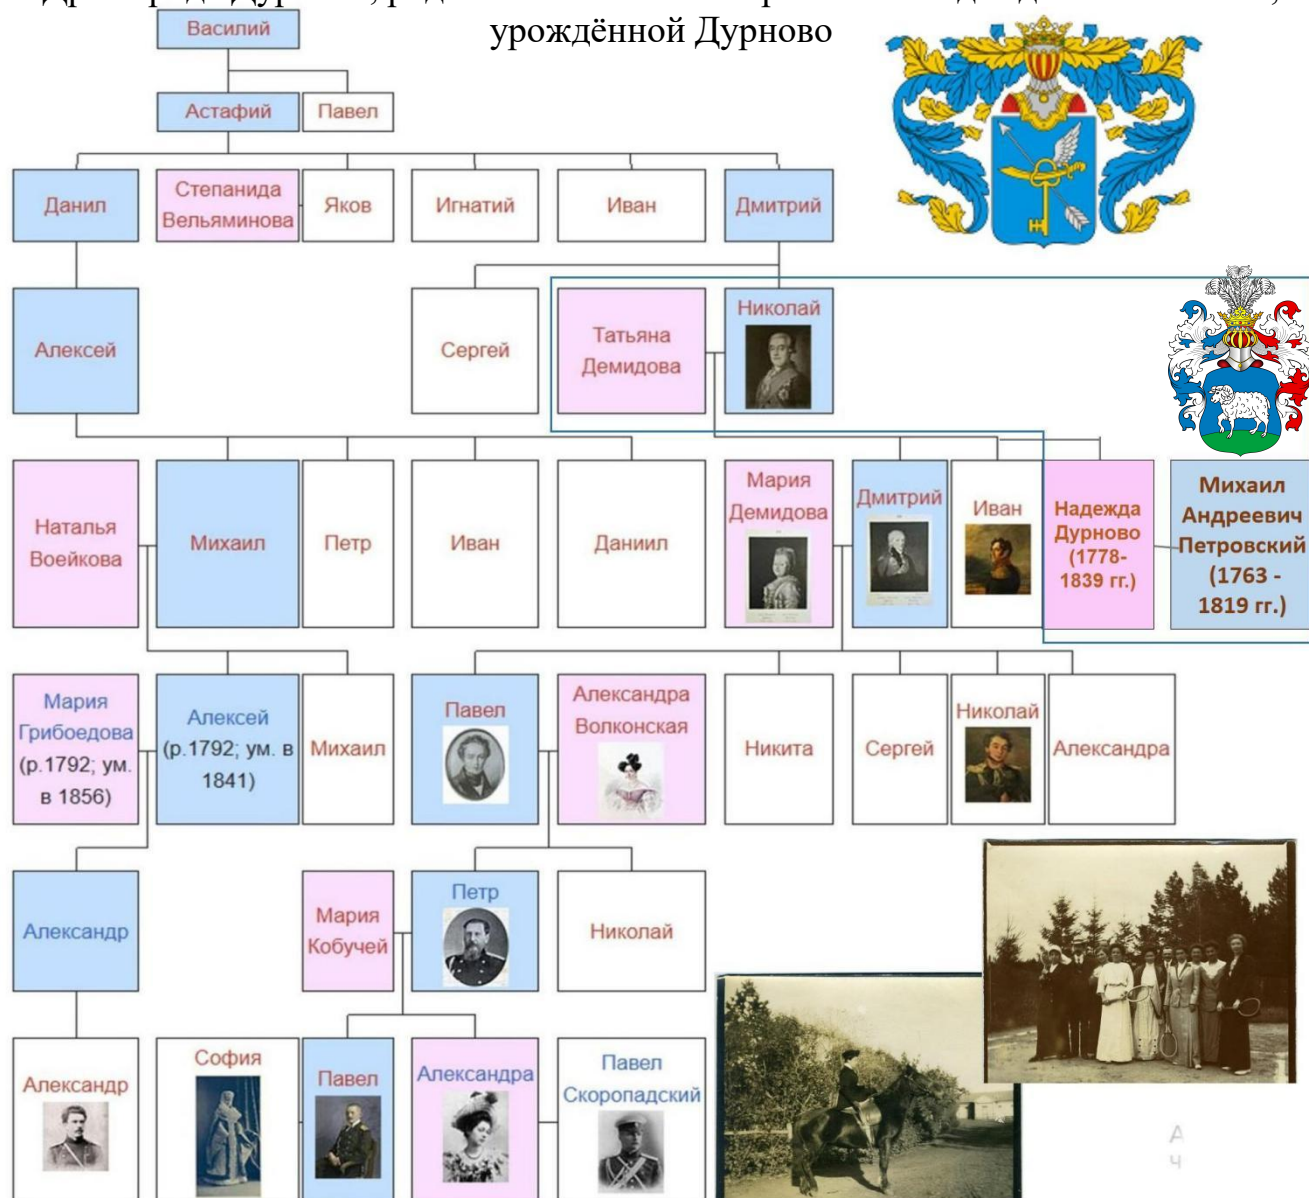 урождённой Дурново
Василий
Астафий
Павел
Данил
Степанида
Вельяминова
Яков
Игнатий
Иван
Дмитрий
Алексей
Сергей
Татьяна
Демидова
Николай
Наталья
Воейкова
Михаил
Петр
Иван
Даниил
Мария
Демидова
Дмитрий
Иван
Надежда
Дурново
(1778-
1839 гг.)
Михаил
Андреевич
Петровский
(1763 -
1819 гг.)
Мария
Грибоедова
(р.1792; ум.
в 1856)
Алексей
(р.1792; ум. в
1841)
Михаил
Павел
Александра
Волконская
Никита
Сергей
Николай
Александра
Александр
Мария
Кобучей
Петр
Николай
Александр
София
Павел
Александра
Павел
Скоропадский
А
ч